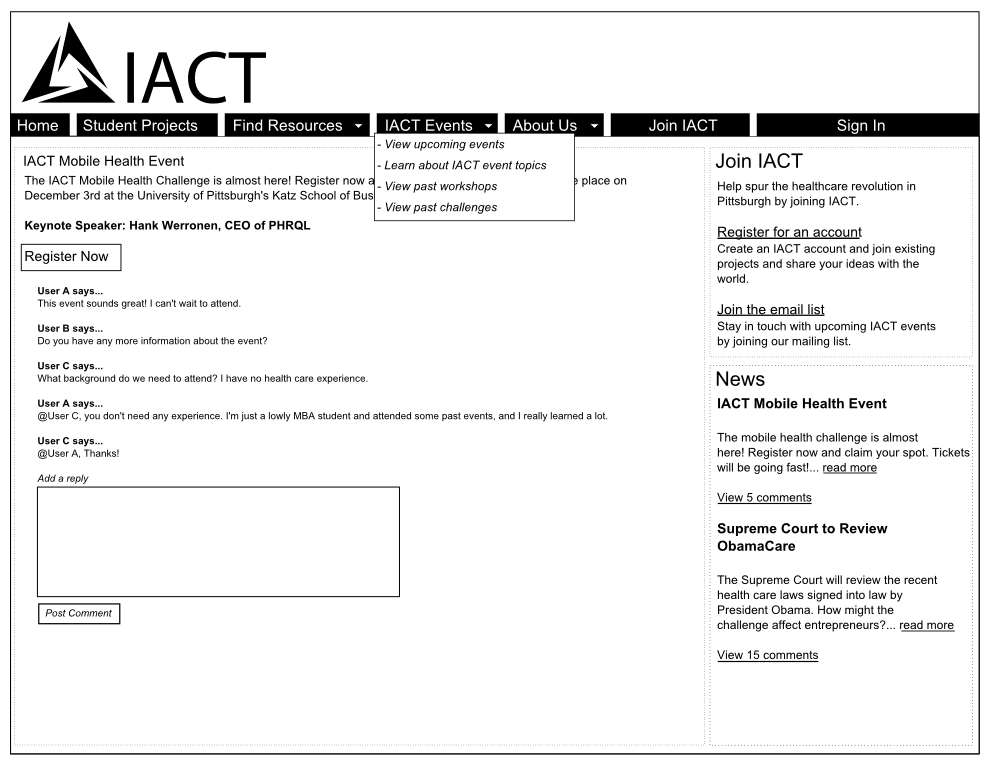 IACT
Home Student Projects Find Resources IACT Events About Us Join IACT Sign In
- View upcoming events
- Learn about IACT event topics
- View past workshops
- View past challenges
IACT Mobile Health Event
The IACT Mobile Health Challenge is almost here! Register now a place on
December 3rd at the University of Pittsburgh's Katz School of Bus
Keynote Speaker: Hank Werronen, CEO of PHRQL
Register Now
User A says...
This event sounds great! I can't wait to attend.
User B says...
Do you have any more information about the event?
User C says...
What background do we need to attend? I have no health care experience.
User A says...
@User C, you don't need any experience. I'm just a lowly MBA student and attended some past events, and I really learned a lot.
User C says...
@User A, Thanks!
Add a reply
Post Comment
Join IACT
Help spur the healthcare revolution in
Pittsburgh by joining IACT.
Register for an account
Create an IACT account and join existing
projects and share your ideas with the
world.
Join the email list
Stay in touch with upcoming IACT events
by joining our mailing list.
News
IACT Mobile Health Event
The mobile health challenge is almost
here! Register now and claim your spot. Tickets
will be going fast!... read more
View 5 comments
Supreme Court to Review
ObamaCare
The Supreme Court will review the recent
health care laws signed into law by
President Obama. How might the
challenge affect entrepreneurs?... read more
View 15 comments